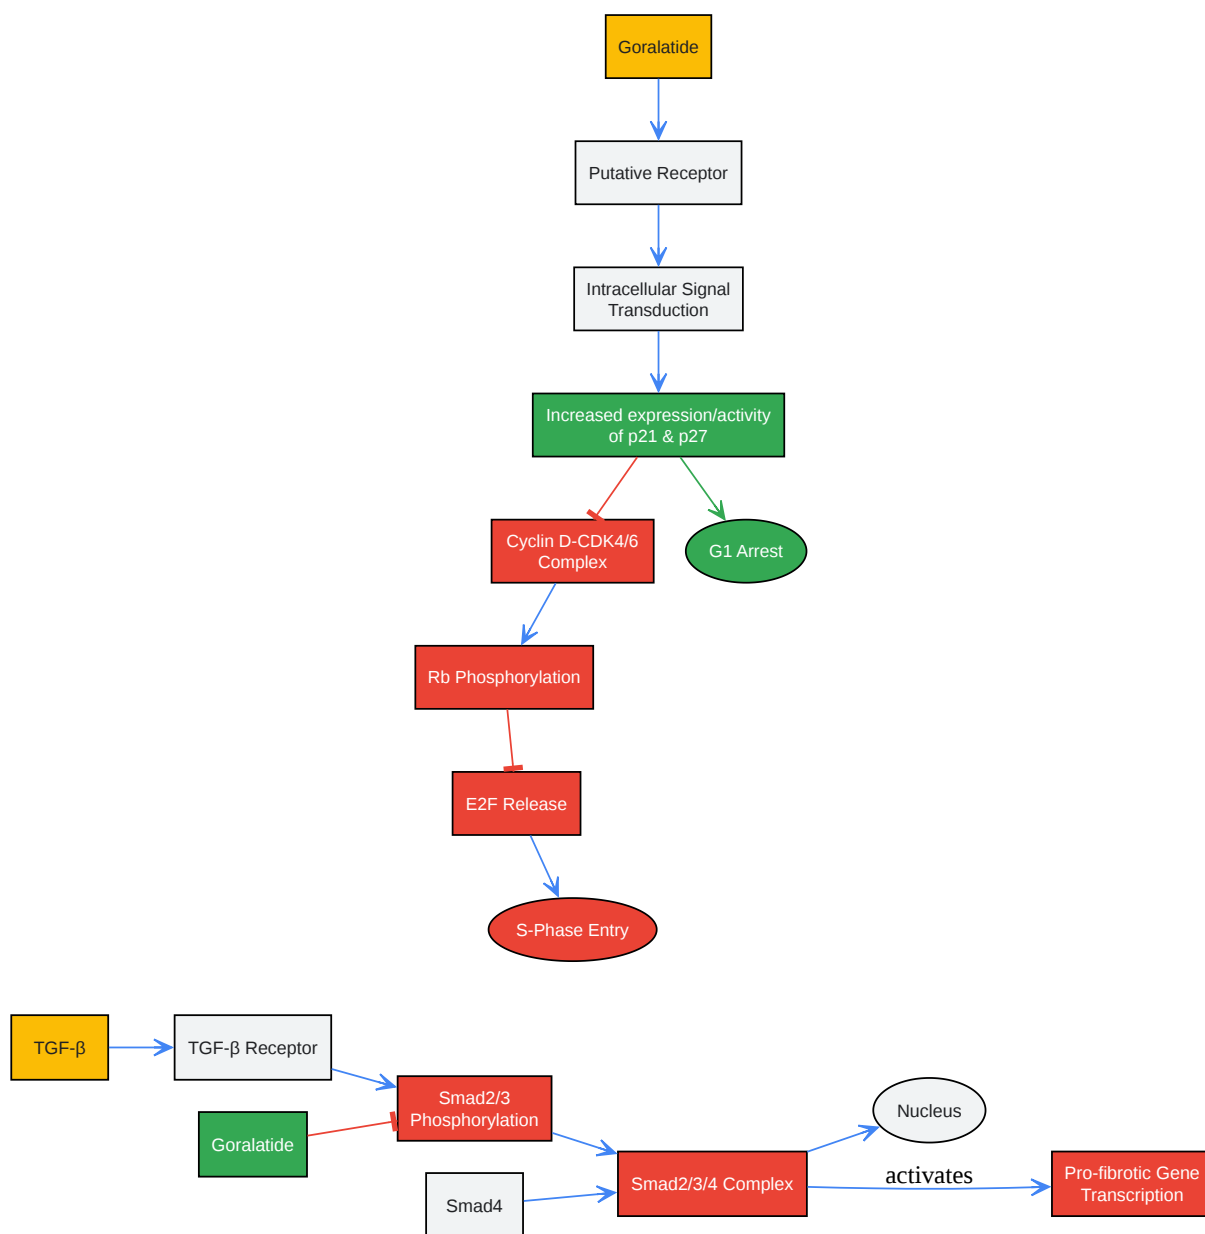 Goralatide
Putative Receptor
Intracellular Signal
Transduction
Increased expression/activity
of p21 & p27
Cyclin D-CDK4/6
Complex
G1 Arrest
Rb Phosphorylation
E2F Release
S-Phase Entry
TGF-β
TGF-β Receptor
Smad2/3
Phosphorylation
Goralatide
Smad4
Smad2/3/4 Complex
Nucleus
activates
Pro-fibrotic Gene
Transcription